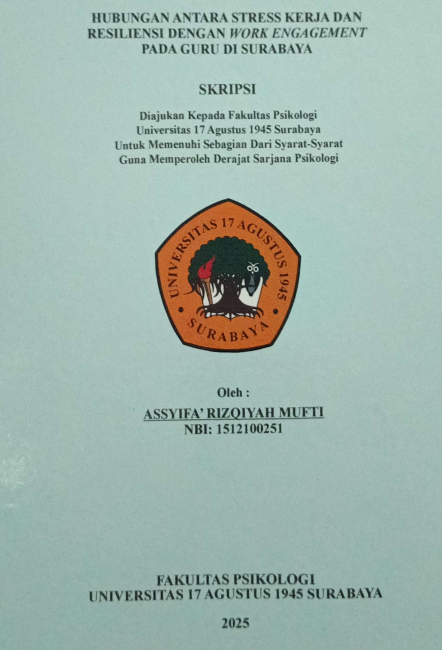 HUBUNGAN ANTARA STRESS KERJA DAN
RESILIENSI DENGAN WORK ENGAGEMENT
PADA GURU DI SURABAYA
SKRIPSI
Diajukan Kepada Fakultas Psikologi
Universitas 17 Agustus 1945 Surabaya
Untuk Memenuhi Sebagian Dari Syarat-Syarat
Guna Memperoleh Derajat Sarjana Psikologi
UNIVERSITAS 17 AGUSTUS 1945
SURABAYA
Oleh :
ASSYIFA' RIZQIYAH MUFTI
NBI: 1512100251
FAKULTAS PSIKOLOGI
UNIVERSITAS 17 AGUSTUS 1945 SURABAYA
2025